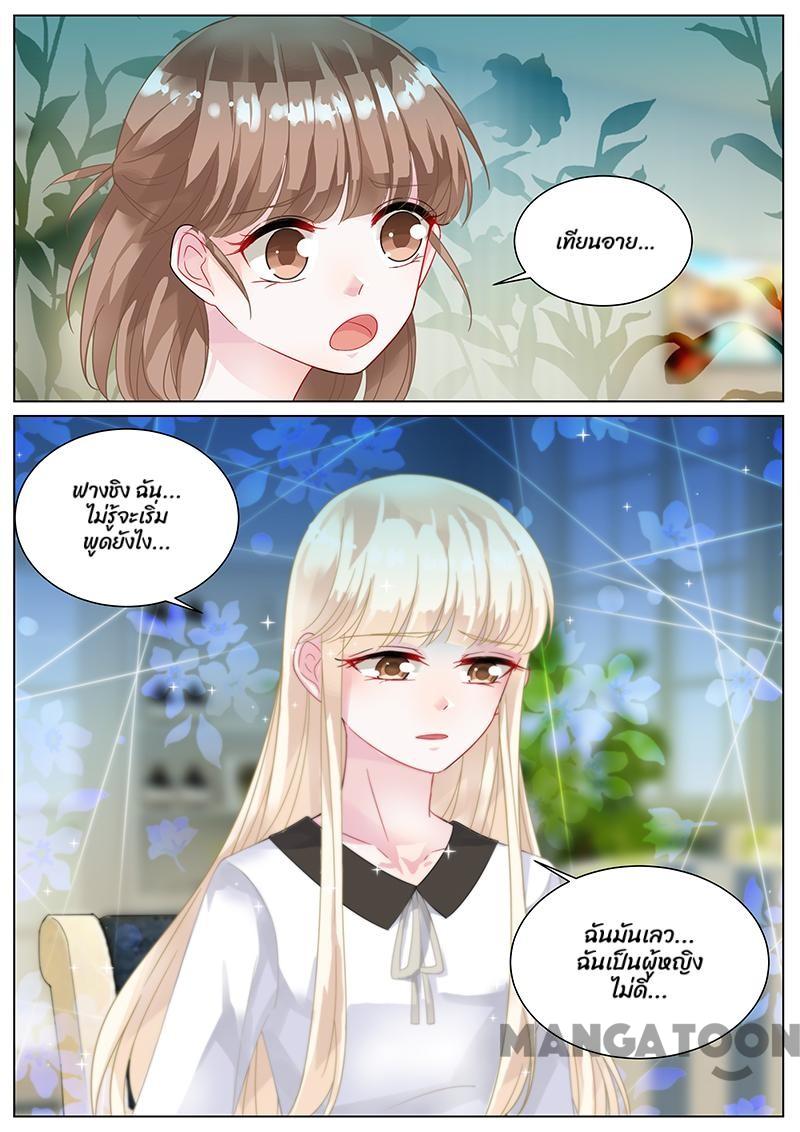 เทียนอาย...
ฟางชิง ฉัน...
ไม่รู้จะเริ่ม
พูดยังไง...
ฉันมันเลว...
ฉันเป็นผู้หญิง
ไม่ดี...
MANGATOON